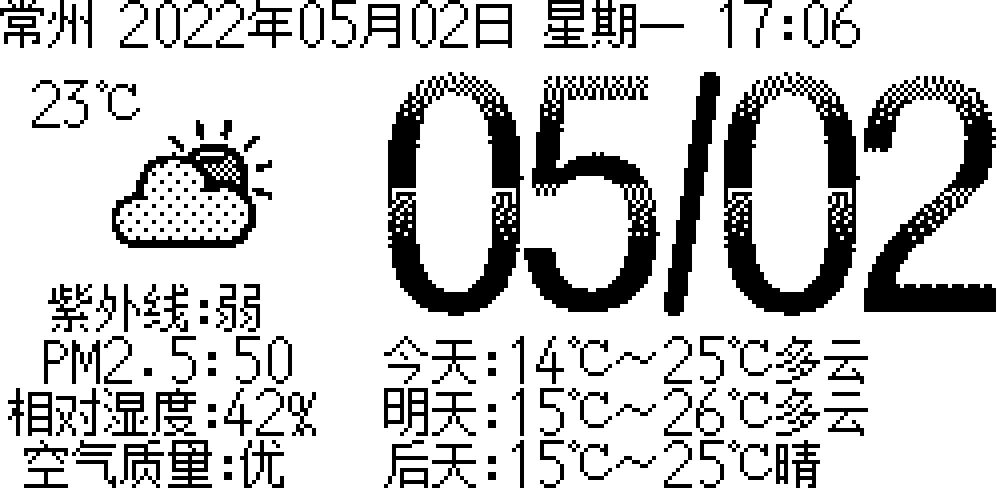 常州 2022年05月02日 星期一 17:06
23℃
05/02
紫外线:弱
PM2.5:50
相对湿度:42%
空气质量:优
今天:14℃~25℃多云
明天:15℃~26℃多云
后天:15℃~25℃晴